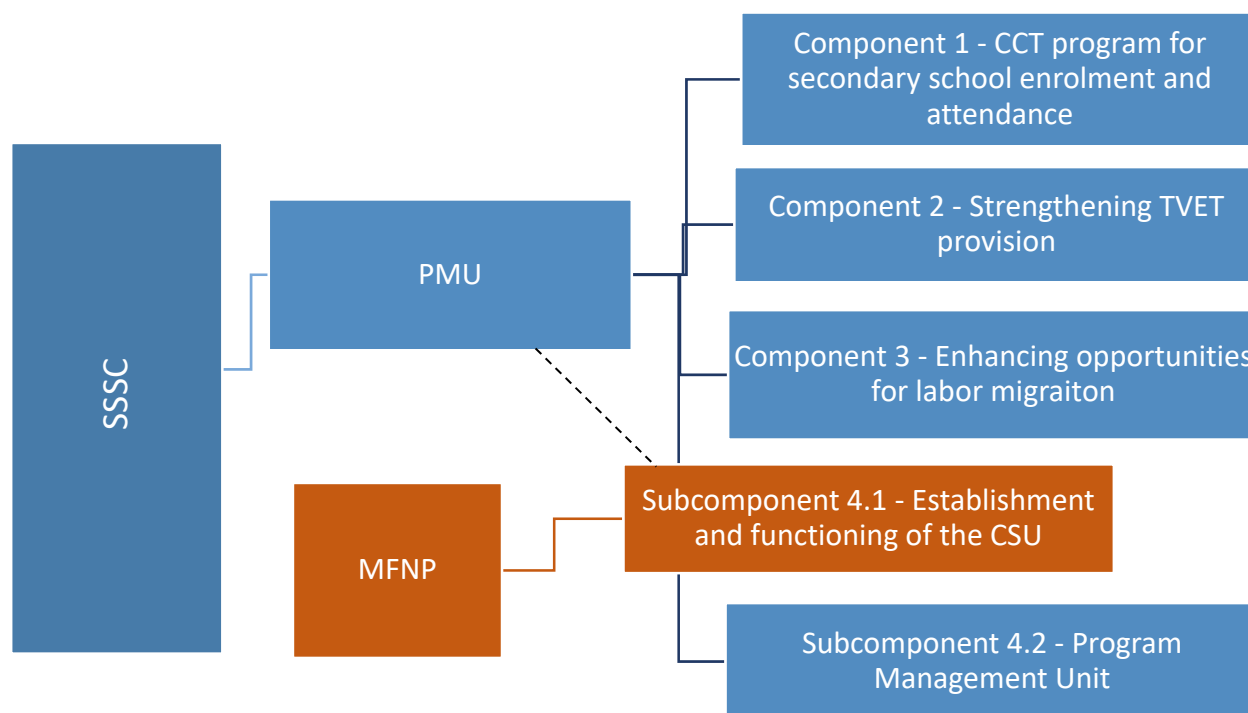 Component 1 - CCT program for
secondary school enrolment and
attendance
Component 2 - Strengthening TVET
provision
SSSC
PMU
Component 3 - Enhancing opportunities
for labor migraiton
MFNP
Subcomponent 4.1 - Establishment
and functioning of the CSU
Subcomponent 4.2 - Program
Management Unit